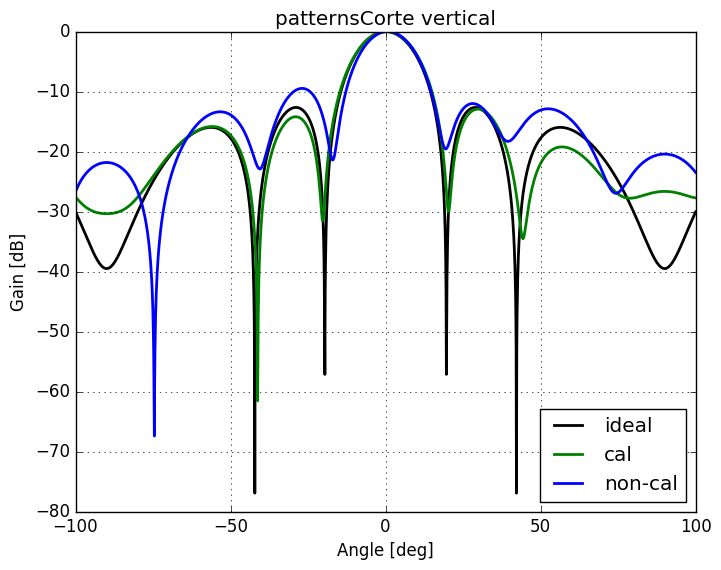 patternsCorte vertical
0
−10
−20
−30
−40
−50
−60
−70
−80
Gain [dB]
−100
−50
0
50
100
Angle [deg]
ideal
cal
non-cal